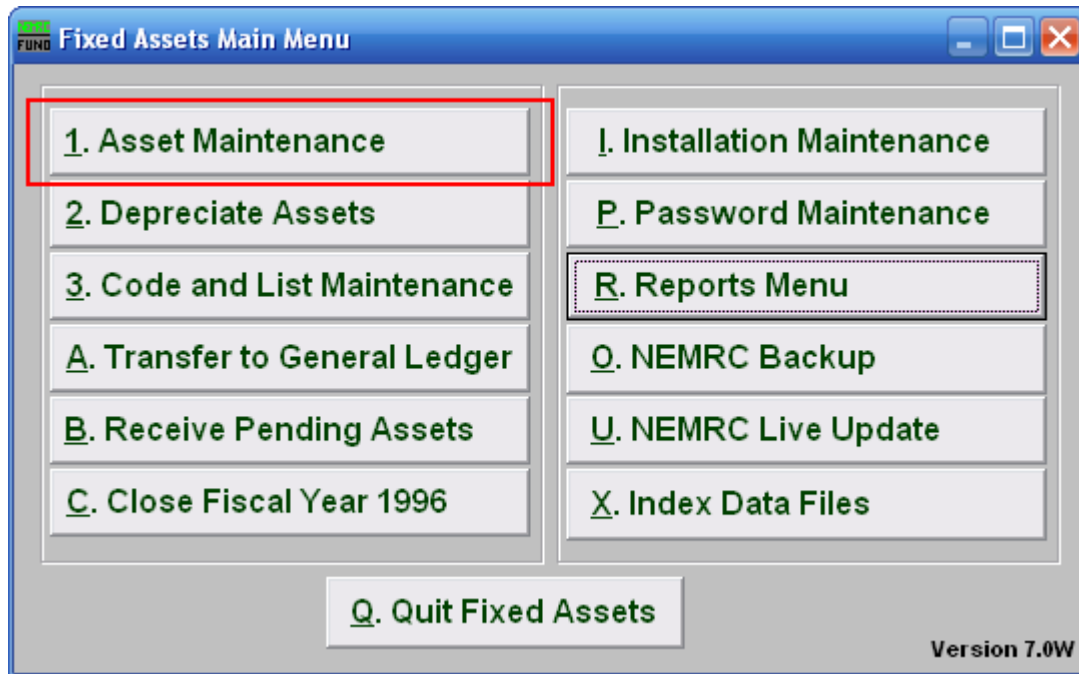 NEMRC
FUND
Fixed Assets Main Menu
1. Asset Maintenance
2. Depreciate Assets
3. Code and List Maintenance
A. Transfer to General Ledger
B. Receive Pending Assets
C. Close Fiscal Year 1996
I. Installation Maintenance
P. Password Maintenance
R. Reports Menu
O. NEMRC Backup
U. NEMRC Live Update
X. Index Data Files
Q. Quit Fixed Assets
Version 7.0W